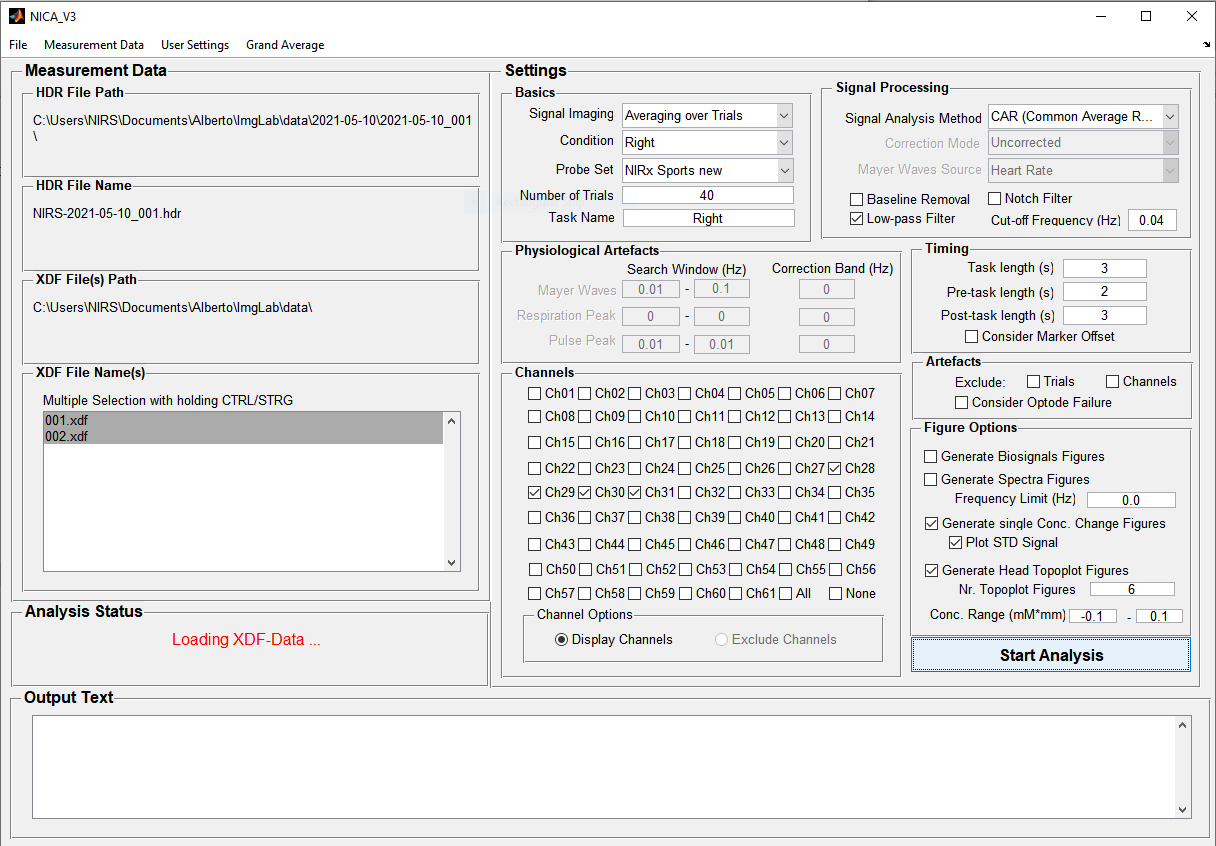 NICA_V3
File Measurement Data User Settings Grand Average
Measurement Data
HDR File Path
C:\Users\NIRS\Documents\Alberto\ImgLab\data\2021-05-10\2021-05-10_001
\
HDR File Name
NIRS-2021-05-10_001.hdr
XDF File(s) Path
C:\Users\NIRS\Documents\Alberto\ImgLab\data\
XDF File Name(s)
Multiple Selection with holding CTRL/STRG
001.xdf
002.xdf
Analysis Status
Loading XDF-Data ...
Settings
Basics
Signal Imaging Averaging over Trials
Condition Right
Probe Set NIRx Sports new
Number of Trials 40
Task Name Right
Signal Processing
Signal Analysis Method CAR (Common Average R...
Correction Mode Uncorrected
Mayer Waves Source Heart Rate
Baseline Removal Notch Filter
Low-pass Filter Cut-off Frequency (Hz) 0.04
Physiological Artefacts
Search Window (Hz) Correction Band (Hz)
Mayer Waves 0.01 - 0.1 0
Respiration Peak 0 - 0 0
Pulse Peak 0.01 - 0.01 0
Timing
Task length (s) 3
Pre-task length (s) 2
Post-task length (s) 3
Consider Marker Offset
Artefacts
Exclude: Trials Channels
Consider Optode Failure
Channels
Ch01 Ch02 Ch03 Ch04 Ch05 Ch06 Ch07
Ch08 Ch09 Ch10 Ch11 Ch12 Ch13 Ch14
Ch15 Ch16 Ch17 Ch18 Ch19 Ch20 Ch21
Ch22 Ch23 Ch24 Ch25 Ch26 Ch27 Ch28
Ch29 Ch30 Ch31 Ch32 Ch33 Ch34 Ch35
Ch36 Ch37 Ch38 Ch39 Ch40 Ch41 Ch42
Ch43 Ch44 Ch45 Ch46 Ch47 Ch48 Ch49
Ch50 Ch51 Ch52 Ch53 Ch54 Ch55 Ch56
Ch57 Ch58 Ch59 Ch60 Ch61 All None
Channel Options
Display Channels Exclude Channels
Figure Options
Generate Biosignals Figures
Generate Spectra Figures
Frequency Limit (Hz) 0.0
Generate single Conc. Change Figures
Plot STD Signal
Generate Head Topoplot Figures
Nr. Topoplot Figures 6
Conc. Range (mM*mm) -0.1 - 0.1
Start Analysis
Output Text